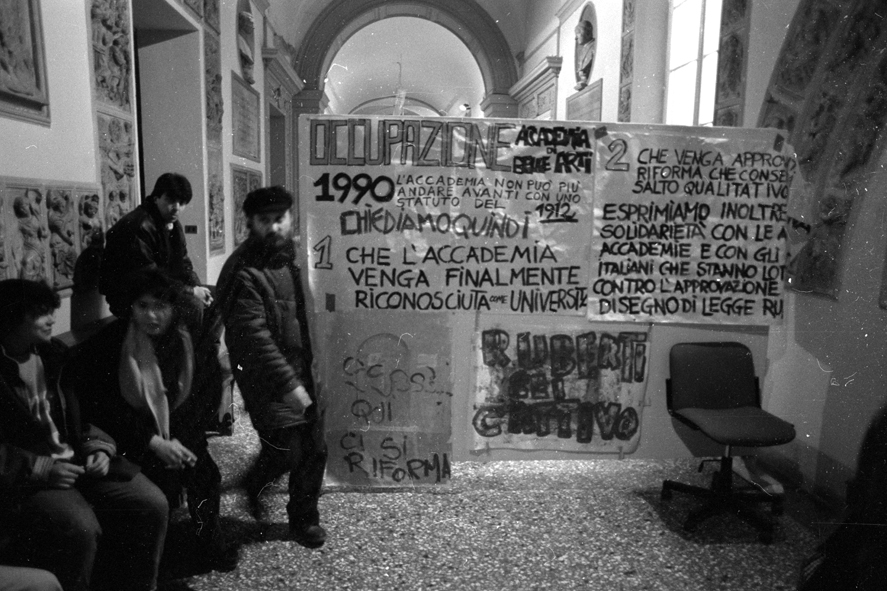 OCCUPAZIONE ACCADEMIA
DI
BELLE ARTI
1990 L'ACCADEMIA NON PUÒ PIÙ
ANDARE AVANTI CON UNO
STATUTO DEL 1912
CHIEDIAMO QUINDI
1 CHE L'ACCADEMIA
VENGA FINALMENTE
RICONOSCIUTA COME UNIVERSITÀ
2 CHE VENGA APPROV
RIFORMA CHE CONSE
SALTO QUALITATIVO
ESPRIMIAMO INOLTRE
SOLIDARIETÀ CON LE A
ACCADEMIE E CON GLI
ITALIANI CHE STANNO LOT
CONTRO L'APPROVAZIONE
DISEGNO DI LEGGE RU
QUI
CI SI
RIFORMA
RUBERTI
SEI
CATTIVO